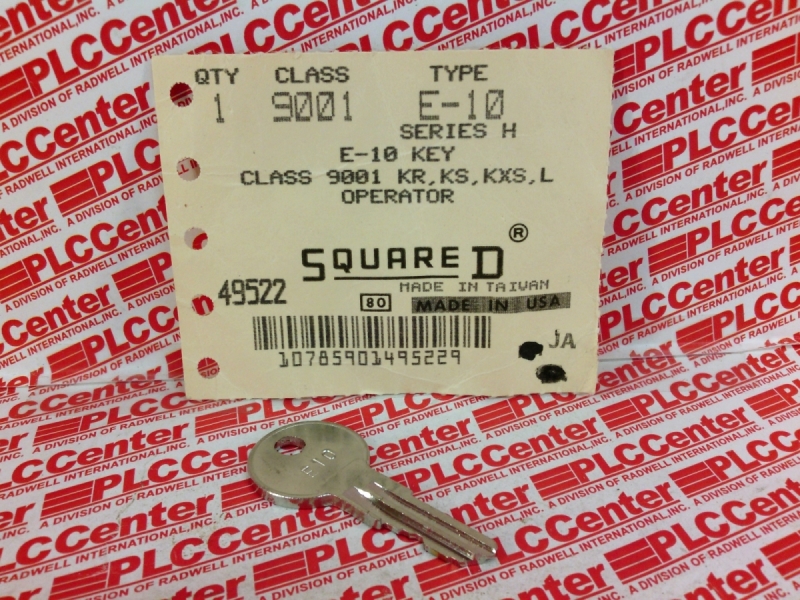 QTY CLASS TYPE
1 9001 E-10
SERIES H
E-10 KEY
CLASS 9001 KR,KS,KXS,L
OPERATOR
SQUARE D ®
49522 MADE IN TAIWAN
80 MADE IN USA
JA
10785901495229
E10
PLCCenter
A DIVISION OF RADWELL INTERNATIONAL,INC.